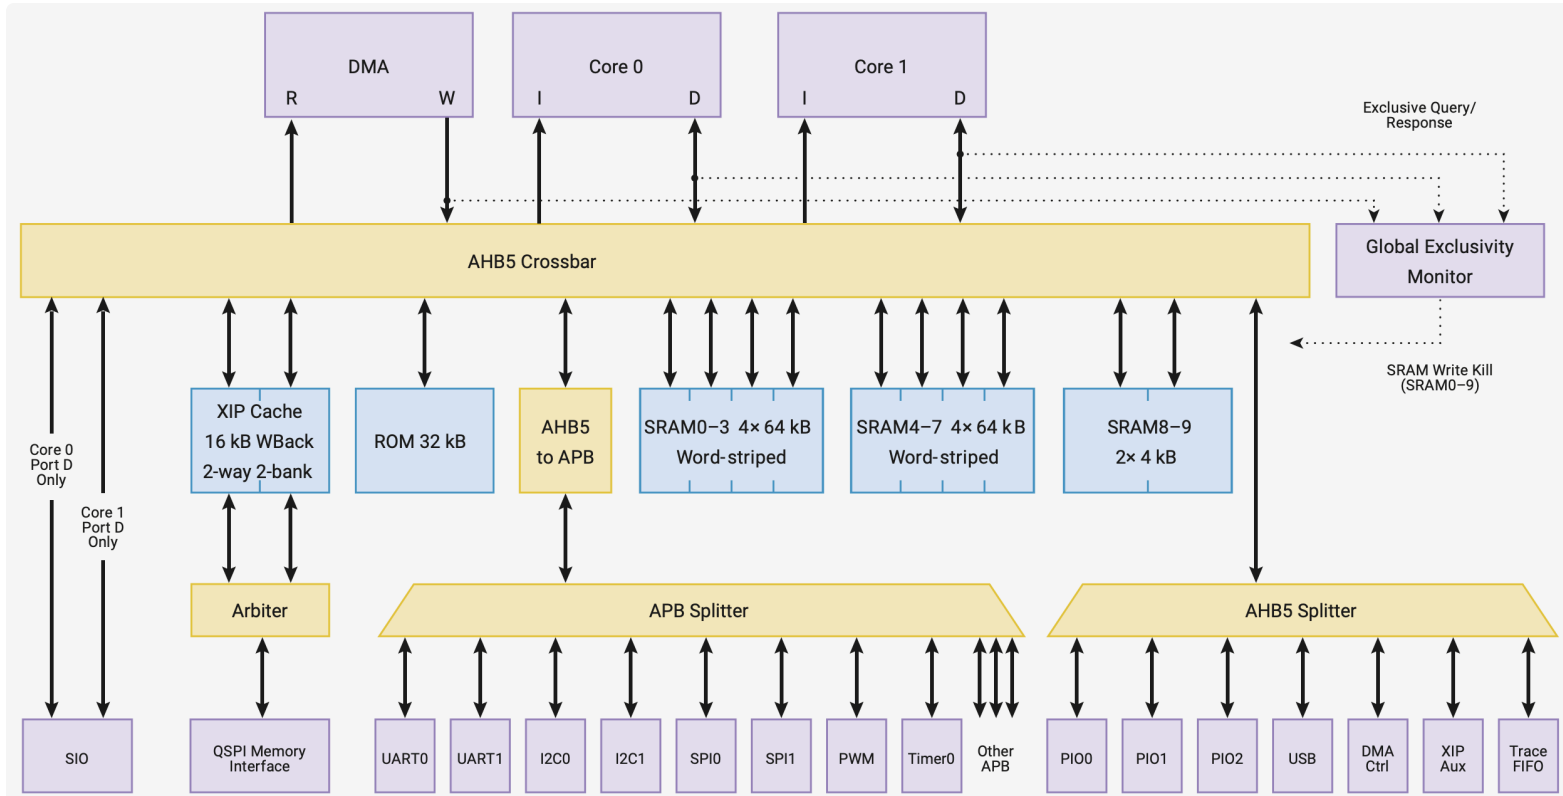 DMA
R
W
Core 0
I
D
Core 1
I
D
Exclusive Query/
Response
AHB5 Crossbar
Global Exclusivity
Monitor
SRAM Write Kill
(SRAM0–9)
Core 0
Port D
Only
Core 1
Port D
Only
XIP Cache
16 kB WBack
2-way 2-bank
ROM 32 kB
AHB5
to APB
SRAM0–3 4× 64 kB
Word-striped
SRAM4–7 4× 64 kB
Word-striped
SRAM8–9
2× 4 kB
Arbiter
APB Splitter
AHB5 Splitter
SIO
QSPI Memory
Interface
UART0
UART1
I2C0
I2C1
SPI0
SPI1
PWM
Timer0
Other
APB
PIO0
PIO1
PIO2
USB
DMA
Ctrl
XIP
Aux
Trace
FIFO